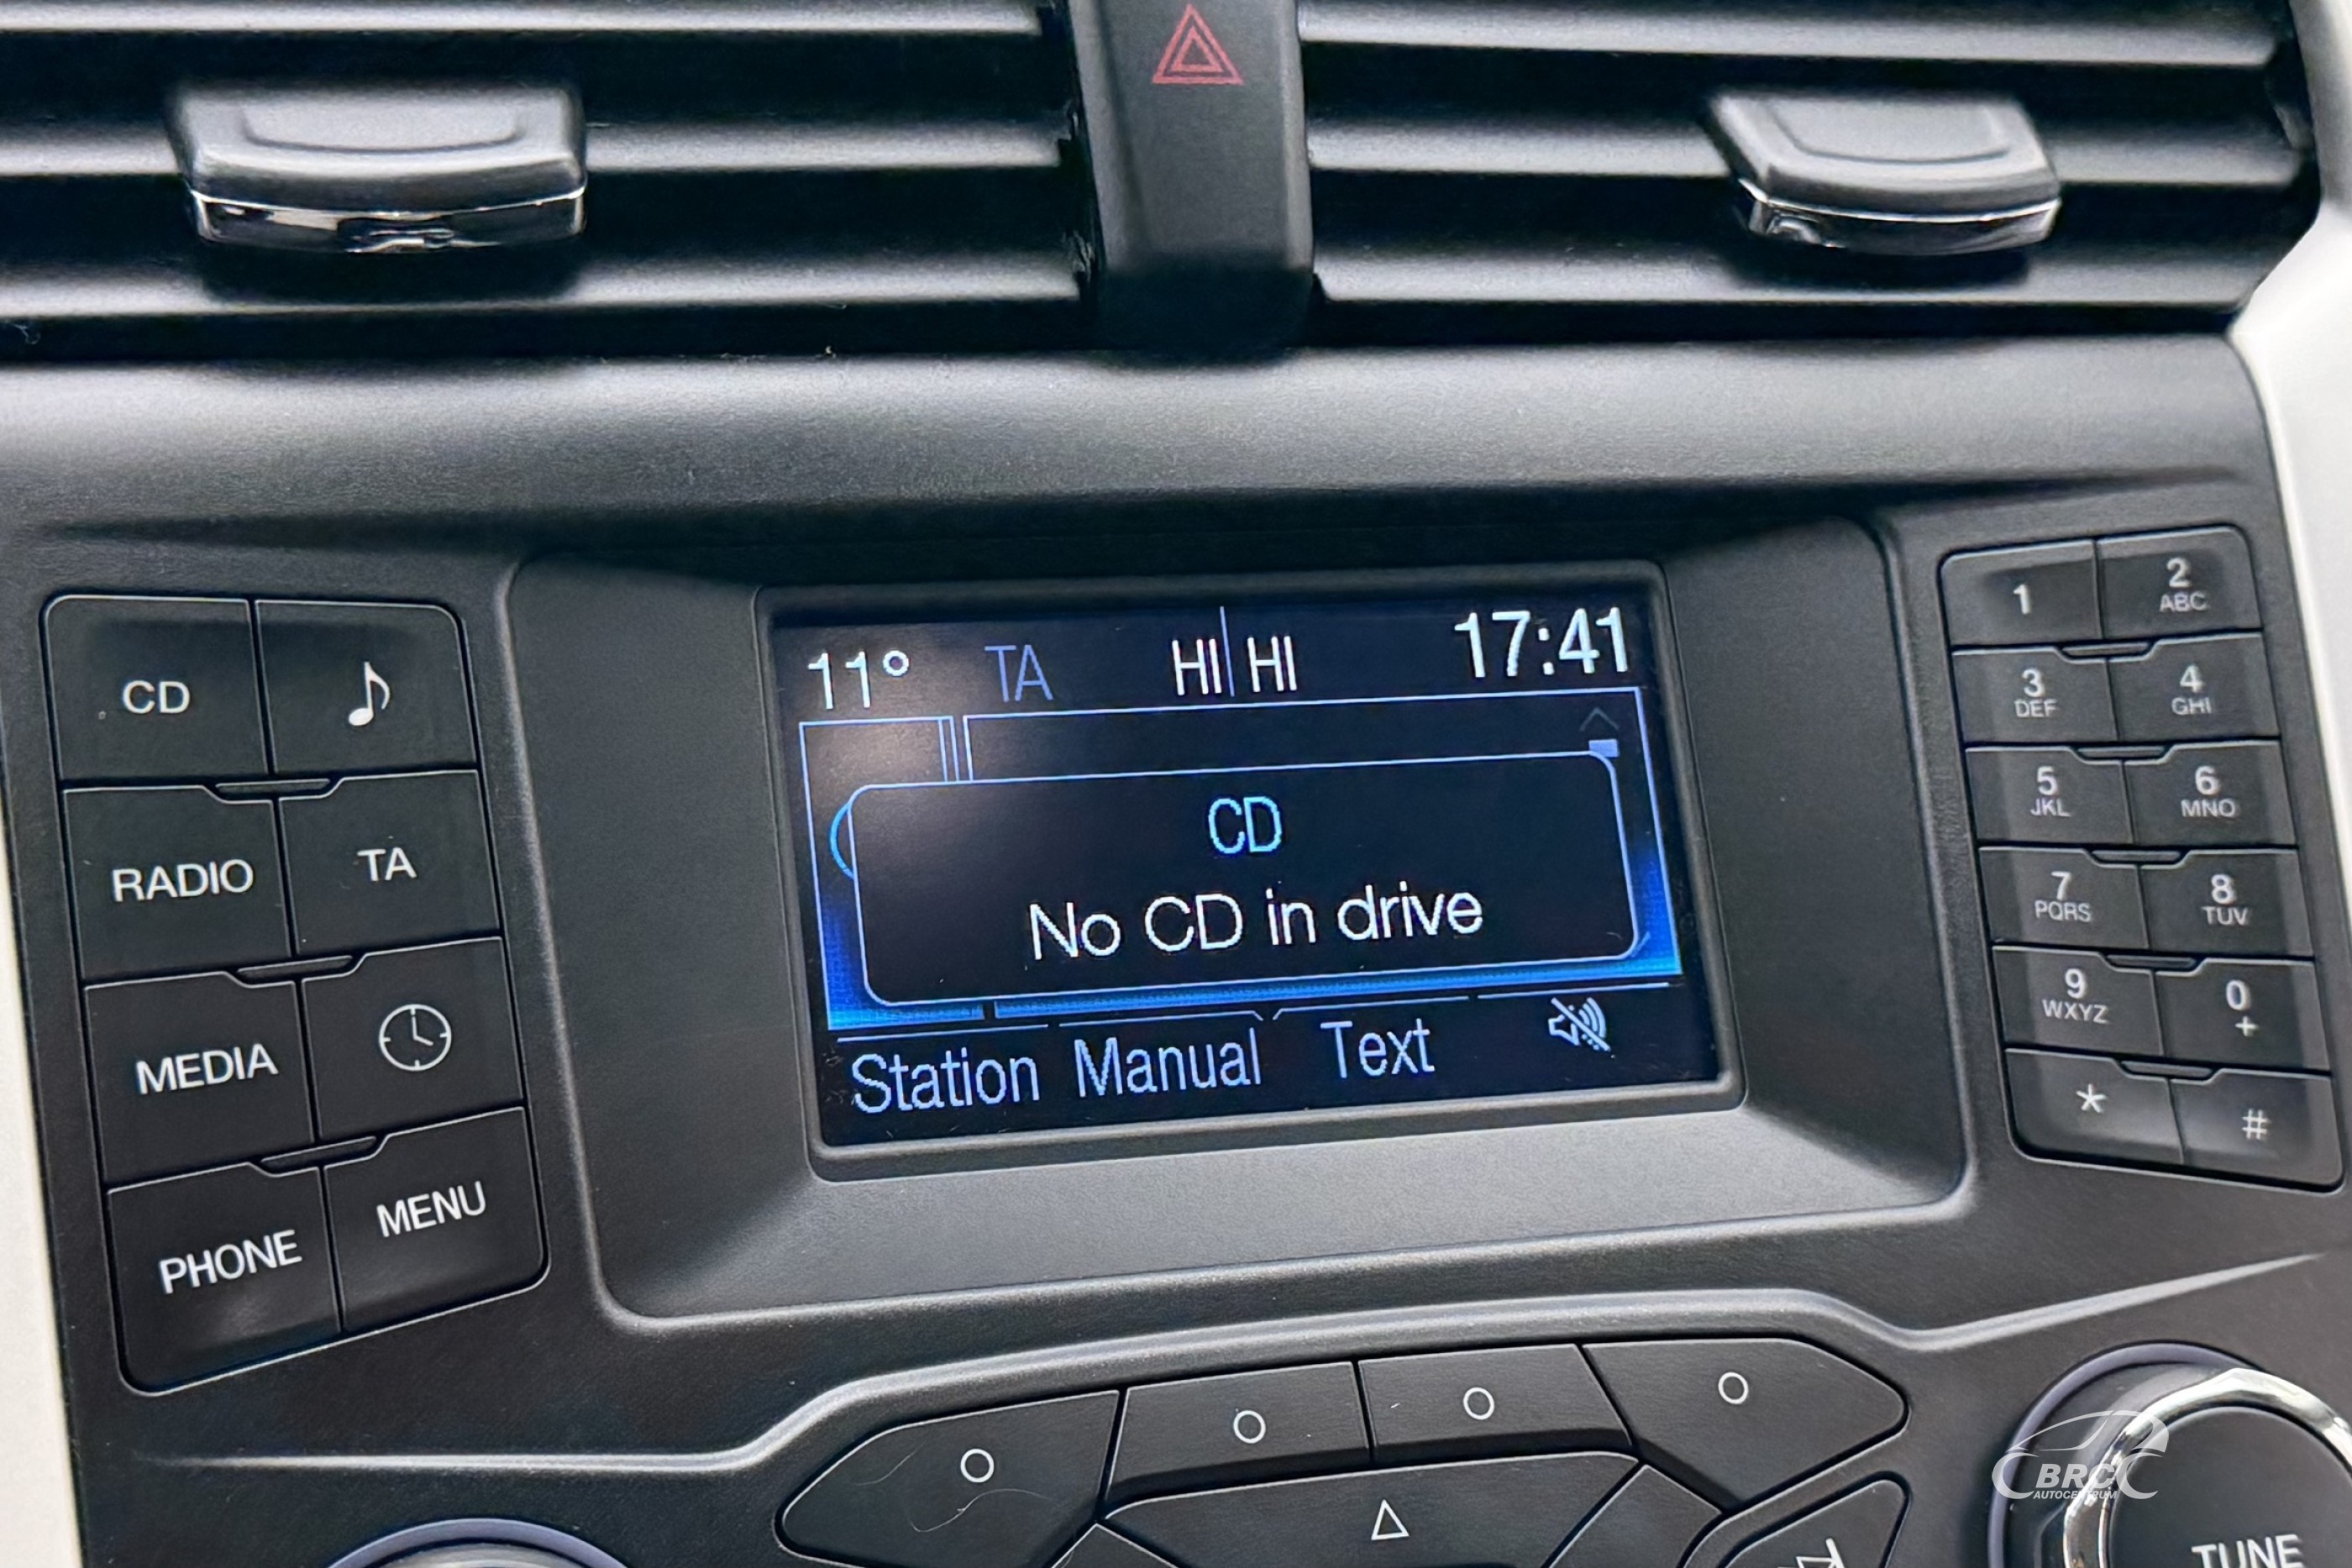 11° TA HI HI 17:41
CD
No CD in drive
Station Manual Text
CD
RADIO TA
MEDIA
PHONE MENU
1 2
ABC
3 4
DEF GHI
5 6
JKL MNO
7 8
PQRS TUV
9 0
WXYZ +
* #
TUNE
BRC
AUTOCENTRUM